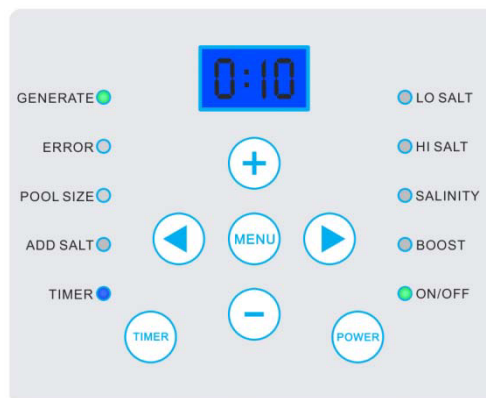 0:10
GENERATE
LO SALT
ERROR
HI SALT
POOL SIZE
SALINITY
MENU
ADD SALT
BOOST
TIMER
ON/OFF
TIMER
POWER